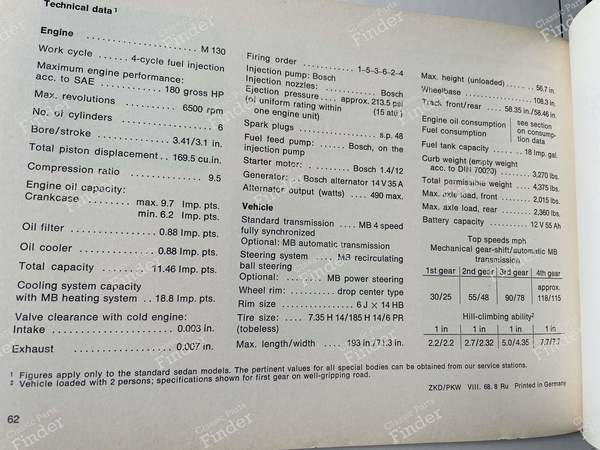 Technical data¹
Engine ........................ M 130
Work cycle ...... 4-cycle fuel injection
Maximum engine performance:
acc. to SAE ............ 180 gross HP
Max. revolutions ............ 6500 rpm
No. of cylinders ........................ 6
Bore/stroke .................. 3.41/3.1 in.
Total piston displacement.. 169.5 cu.in.
Compression ratio .................. 9.5
Engine oil capacity:
Crankcase ............ max. 9.7 Imp. pts.
min. 6.2 Imp. pts.
Oil filter .................. 0.88 Imp. pts.
Oil cooler .................. 0.88 Imp. pts.
Total capacity ............ 11.46 Imp. pts.
Cooling system capacity
with MB heating system .. 18.8 Imp. pts.
Valve clearance with cold engine:
Intake ........................ 0.003 in.
Exhaust ........................ 0.007 in.
Firing order ............ 1–5–3–6–2–4
Injection pump: Bosch
Injection nozzles: ............ Bosch
Ejection pressure .... approx. 213.5 psi
(of uniform rating within (15 atü)
one engine unit)
Spark plugs .................. s.p. 48
Fuel feed pump: ...... Bosch, on the
injection pump
Starter motor: ............ Bosch 1.4/12
Generator: .. Bosch alternator 14 V 35 A
Alternator output (watts) .... 490 max.
Vehicle
Standard transmission .... MB 4 speed
fully synchronized
Optional: MB automatic transmission
Steering system .... MB recirculating
ball steering
Optional: ............ MB power steering
Wheel rim: ............ drop center type
Rim size ............ 6 J × 14 HB
Tire size: .... 7.35 H 14/185 H 14/6 PR
(tobeless)
Max. length/width .... 193 in/71.3 in.
Max. height (unloaded) ...... 56.7 in.
Wheelbase .................. 108.3 in.
Track front/rear .... 58.35 in./58.46 in.
Engine oil consumption see section
Fuel consumption on consump-
tion data
Fuel tank capacity ...... 18 Imp. gal.
Curb weight (empty weight
acc. to DIN 70020) ...... 3,270 lbs.
Total permissible weight .... 4,375 lbs.
Max. axle load, front ...... 2,015 lbs.
Max. axle load, rear ...... 2,360 lbs.
Battery capacity ............ 12 V 55 Ah
Top speeds mph
Mechanical gear-shift/automatic MB
transmission
1st gear 2nd gear 3rd gear 4th gear
approx.
30/25 55/48 90/78 118/115
Hill-climbing ability²
1 in 1 in 1 in 1 in
2.2/2.2 2.7/2.32 5.0/4.35 7.7/7.7
¹ Figures apply only to the standard sedan models. The pertinent values for all special bodies can be obtained from our service stations.
² Vehicle loaded with 2 persons; specifications shown for first gear on well-gripping road.
ZKD/PKW VIII. 68. 8 Ru Printed in Germany
62
Classic Parts
Finder